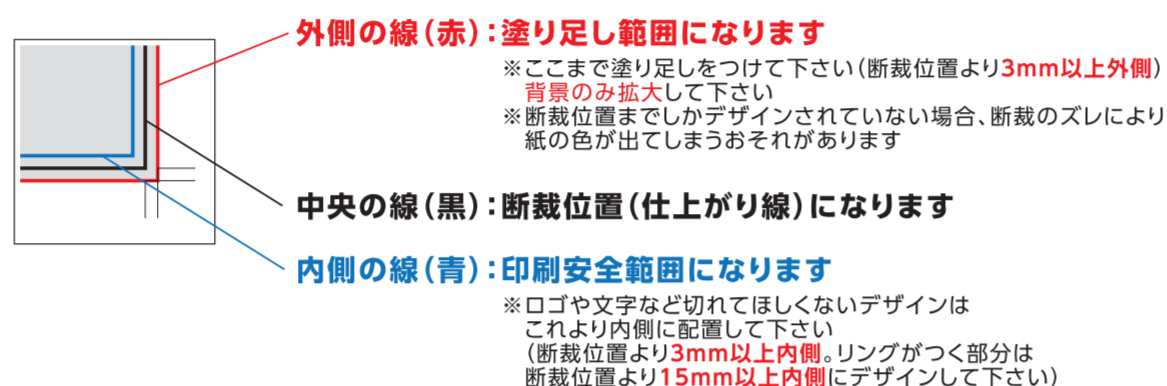 外側の線(赤):塗り足し範囲になります
※ここまで塗り足しをつけて下さい(断裁位置より3mm以上外側)
背景のみ拡大して下さい
※断裁位置までしかデザインされていない場合、断裁のズレにより
紙の色が出てしまうおそれがあります
中央の線(黒):断裁位置(仕上がり線)になります
内側の線(青):印刷安全範囲になります
※ロゴや文字など切れてほしくないデザインは
これより内側に配置して下さい
(断裁位置より3mm以上内側。リングがつく部分は
断裁位置より15mm以上内側にデザインして下さい)